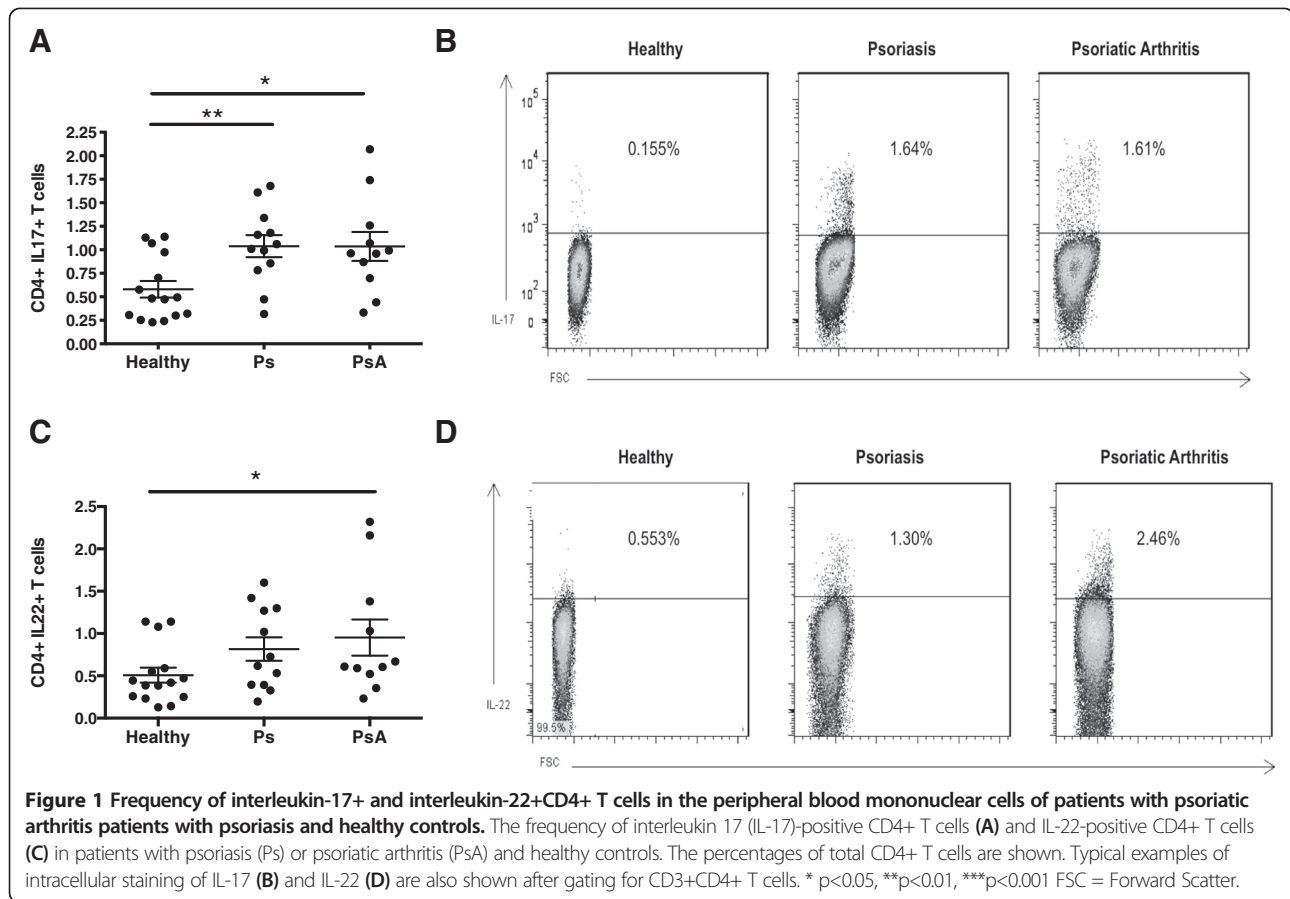 A
*
**
2.25
2.00
1.75
1.50
1.25
1.00
0.75
0.50
0.25
0.00
CD4+ IL17+ T cells
Healthy Ps PsA
B
Healthy Psoriasis Psoriatic Arthritis
10^5
10^4
10^3
10^2
0
IL-17
0.155% 1.64% 1.61%
FSC
C
*
2.5
2.0
1.5
1.0
0.5
0.0
CD4+ IL22+ T cells
Healthy Ps PsA
D
Healthy Psoriasis Psoriatic Arthritis
0.553% 1.30% 2.46%
IL-22
99.5%
FSC
Figure 1 Frequency of interleukin-17+ and interleukin-22+CD4+ T cells in the peripheral blood mononuclear cells of patients with psoriatic
arthritis patients with psoriasis and healthy controls. The frequency of interleukin 17 (IL-17)-positive CD4+ T cells (A) and IL-22-positive CD4+ T cells
(C) in patients with psoriasis (Ps) or psoriatic arthritis (PsA) and healthy controls. The percentages of total CD4+ T cells are shown. Typical examples of
intracellular staining of IL-17 (B) and IL-22 (D) are also shown after gating for CD3+CD4+ T cells. * p<0.05, **p<0.01, ***p<0.001 FSC = Forward Scatter.